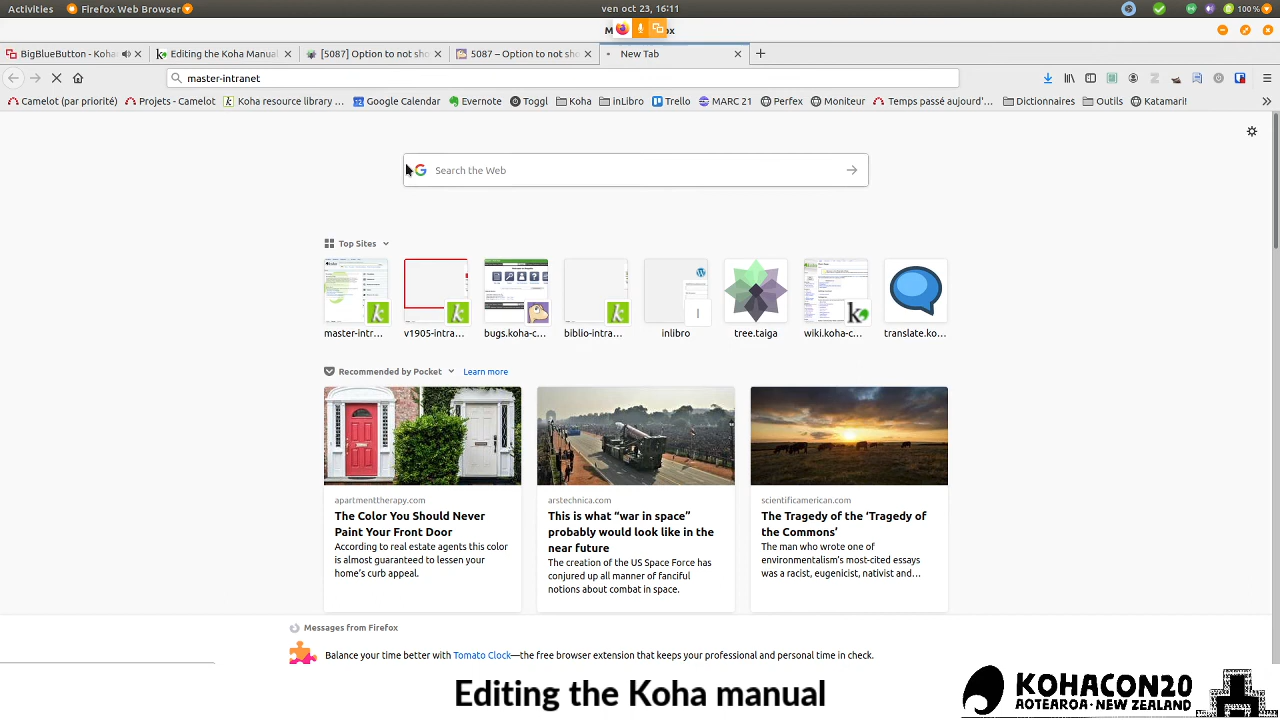 Activities
Firefox Web Browser
ven oct 23, 16:11
100 %
BigBlueButton - Koha
Editing the Koha Manual
[5087] Option to not sho
5087 – Option to not sho
New Tab
master-intranet
Camelot (par priorité)
Projets - Camelot
Koha resource library ...
Google Calendar
Evernote
Toggl
Koha
inLibro
Trello
MARC 21
Perfex
Moniteur
Temps passé aujourd'...
Dictionnaires
Outils
Katamari!
Search the Web
Top Sites
master-intr...
v1905-intra...
bugs.koha-c...
biblio-intra...
inlibro
tree.taiga
wiki.koha-c...
translate.ko...
Recommended by Pocket
Learn more
apartmenttherapy.com
The Color You Should Never
Paint Your Front Door
According to real estate agents this color
is almost guaranteed to lessen your
home's curb appeal.
arstechnica.com
This is what “war in space”
probably would look like in the
near future
The creation of the US Space Force has
conjured up all manner of fanciful
notions about combat in space.
scientificamerican.com
The Tragedy of the ‘Tragedy of
the Commons’
The man who wrote one of
environmentalism's most-cited essays
was a racist, eugenicist, nativist and...
Messages from Firefox
Balance your time better with Tomato Clock—the free browser extension that keeps your professional and personal time in check.
Editing the Koha manual
KOHACON20
AOTEAROA · NEW ZEALAND